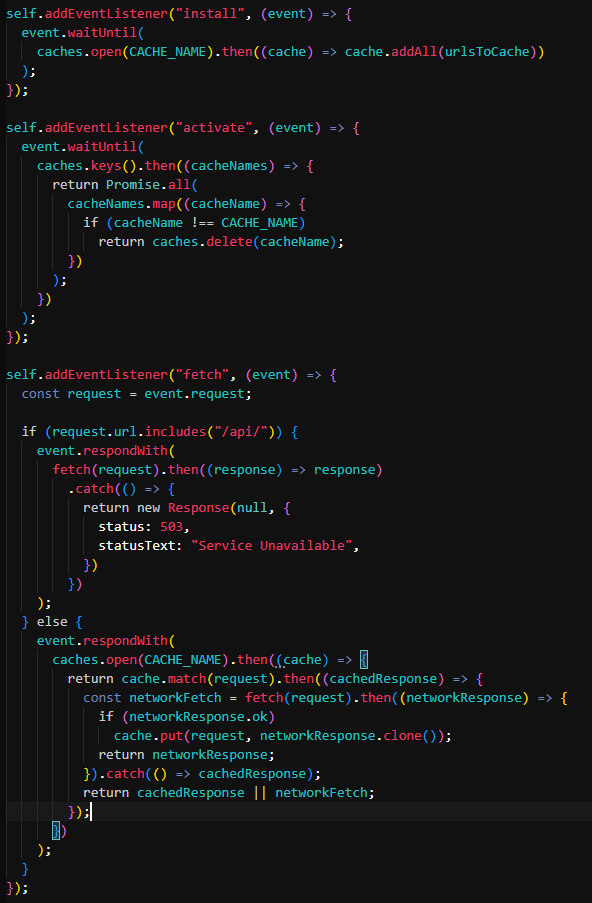 self.addEventListener("install", (event) => {
  event.waitUntil(
    caches.open(CACHE_NAME).then((cache) => cache.addAll(urlsToCache))
  );
});

self.addEventListener("activate", (event) => {
  event.waitUntil(
    caches.keys().then((cacheNames) => {
      return Promise.all(
        cacheNames.map((cacheName) => {
          if (cacheName !== CACHE_NAME)
            return caches.delete(cacheName);
        })
      );
    })
  );
});

self.addEventListener("fetch", (event) => {
  const request = event.request;

  if (request.url.includes("/api/")) {
    event.respondWith(
      fetch(request).then((response) => response)
        .catch(() => {
          return new Response(null, {
            status: 503,
            statusText: "Service Unavailable",
          })
        })
    );
  } else {
    event.respondWith(
      caches.open(CACHE_NAME).then((cache) => {
        return cache.match(request).then((cachedResponse) => {
          const networkFetch = fetch(request).then((networkResponse) => {
            if (networkResponse.ok)
              cache.put(request, networkResponse.clone());
            return networkResponse;
          }).catch(() => cachedResponse);
          return cachedResponse || networkFetch;
        });
      })
    );
  }
});